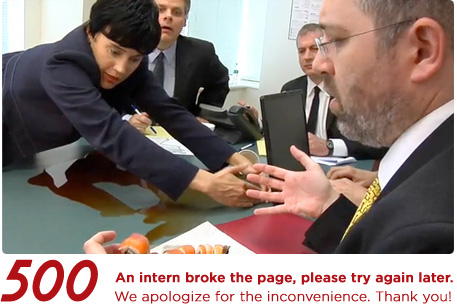 500
An intern broke the page, please try again later.
We apologize for the inconvenience. Thank you!